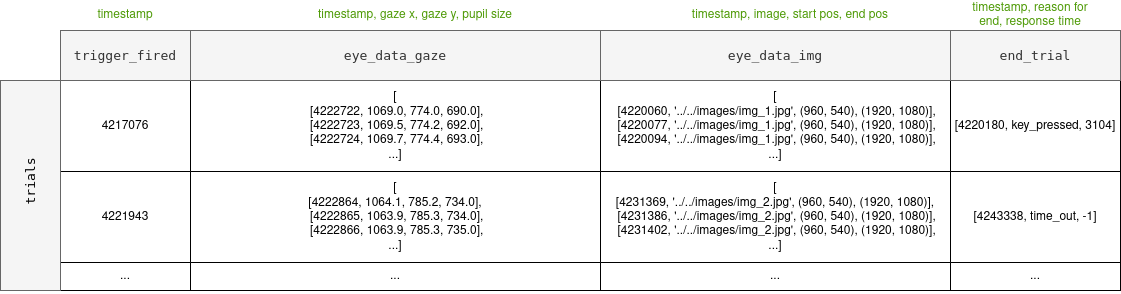 timestamp
timestamp, gaze x, gaze y, pupil size
timestamp, image, start pos, end pos
timestamp, reason for
end, response time
trigger_fired
eye_data_gaze
eye_data_img
end_trial
trials
4217076
[
[4222722, 1069.0, 774.0, 690.0],
[4222723, 1069.5, 774.2, 692.0],
[4222724, 1069.7, 774.4, 693.0],
...]
[
[4220060, '../../images/img_1.jpg', (960, 540), (1920, 1080)],
[4220077, '../../images/img_1.jpg', (960, 540), (1920, 1080)],
[4220094, '../../images/img_1.jpg', (960, 540), (1920, 1080)],
...]
[4220180, key_pressed, 3104]
4221943
[
[4222864, 1064.1, 785.2, 734.0],
[4222865, 1063.9, 785.3, 734.0],
[4222866, 1063.9, 785.3, 735.0],
...]
[
[4231369, '../../images/img_2.jpg', (960, 540), (1920, 1080)],
[4231386, '../../images/img_2.jpg', (960, 540), (1920, 1080)],
[4231402, '../../images/img_2.jpg', (960, 540), (1920, 1080)],
...]
[4243338, time_out, -1]
...
...
...
...